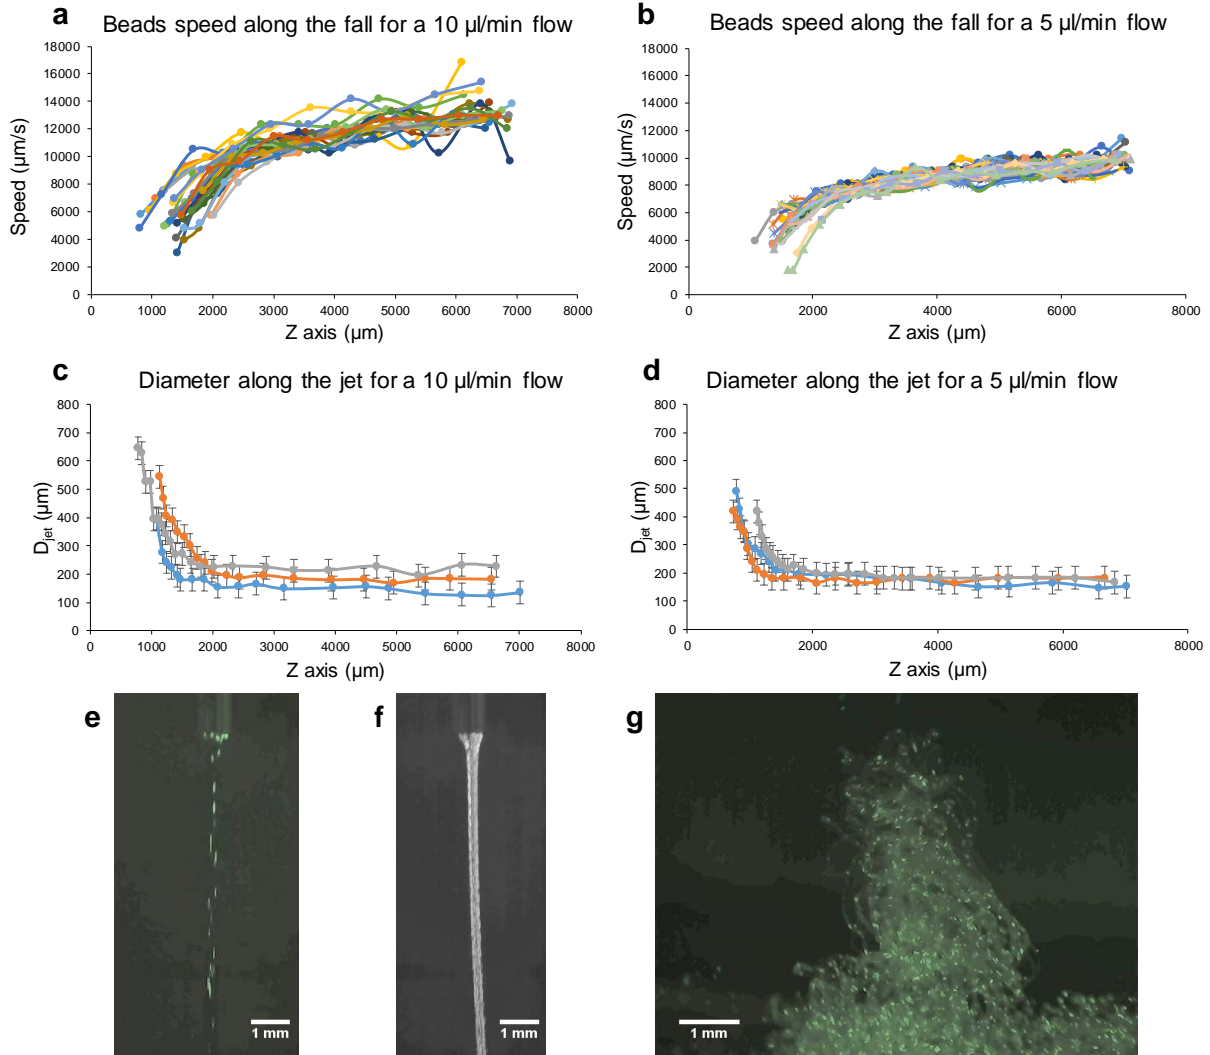 a
Beads speed along the fall for a 10 µl/min flow
18000
16000
14000
12000
10000
8000
6000
4000
2000
0
Speed (µm/s)
0 1000 2000 3000 4000 5000 6000 7000 8000
Z axis (µm)
b
Beads speed along the fall for a 5 µl/min flow
18000
16000
14000
12000
10000
8000
6000
4000
2000
0
Speed (µm/s)
0 2000 4000 6000 8000
Z axis (µm)
c
Diameter along the jet for a 10 µl/min flow
800
700
600
500
400
300
200
100
0
Djet (µm)
0 1000 2000 3000 4000 5000 6000 7000 8000
Z axis (µm)
d
Diameter along the jet for a 5 µl/min flow
800
700
600
500
400
300
200
100
0
Djet (µm)
0 2000 4000 6000 8000
Z axis (µm)
e
1 mm
f
1 mm
g
1 mm